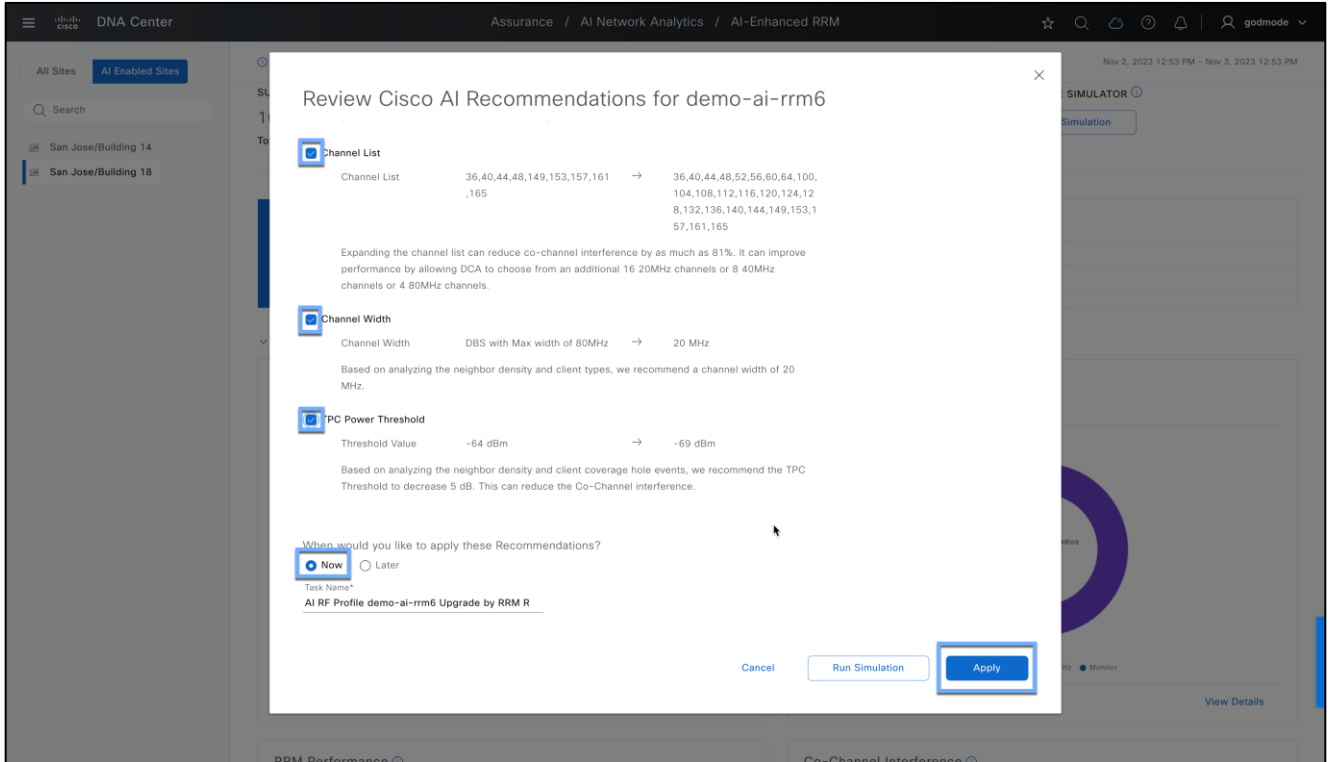 CISCO DNA Center
Assurance / AI Network Analytics / AI-Enhanced RRM
godmode
All Sites AI Enabled Sites
Nov 2, 2023 12:53 PM - Nov 3, 2023 12:53 PM
Search
San Jose/Building 14
San Jose/Building 18
SIMULATOR
Simulation
Review Cisco AI Recommendations for demo-ai-rrm6
Channel List
Channel List 36,40,44,48,149,153,157,161 → 36,40,44,48,52,56,60,64,100,
,165 104,108,112,116,120,124,12
8,132,136,140,144,149,153,1
57,161,165
Expanding the channel list can reduce co-channel interference by as much as 81%. It can improve
performance by allowing DCA to choose from an additional 16 20MHz channels or 8 40MHz
channels or 4 80MHz channels.
Channel Width
Channel Width DBS with Max width of 80MHz → 20 MHz
Based on analyzing the neighbor density and client types, we recommend a channel width of 20
MHz.
TPC Power Threshold
Threshold Value -64 dBm → -69 dBm
Based on analyzing the neighbor density and client coverage hole events, we recommend the TPC
Threshold to decrease 5 dB. This can reduce the Co-Channel interference.
When would you like to apply these Recommendations?
Now Later
Task Name*
AI RF Profile demo-ai-rrm6 Upgrade by RRM R
Cancel Run Simulation Apply
Hz Monitor
View Details
RRM Performance
Co-Channel Interference